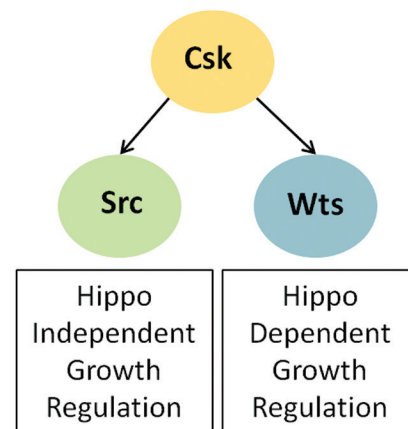 Csk
Src
Wts
Hippo
Independent
Growth
Regulation
Hippo
Dependent
Growth
Regulation